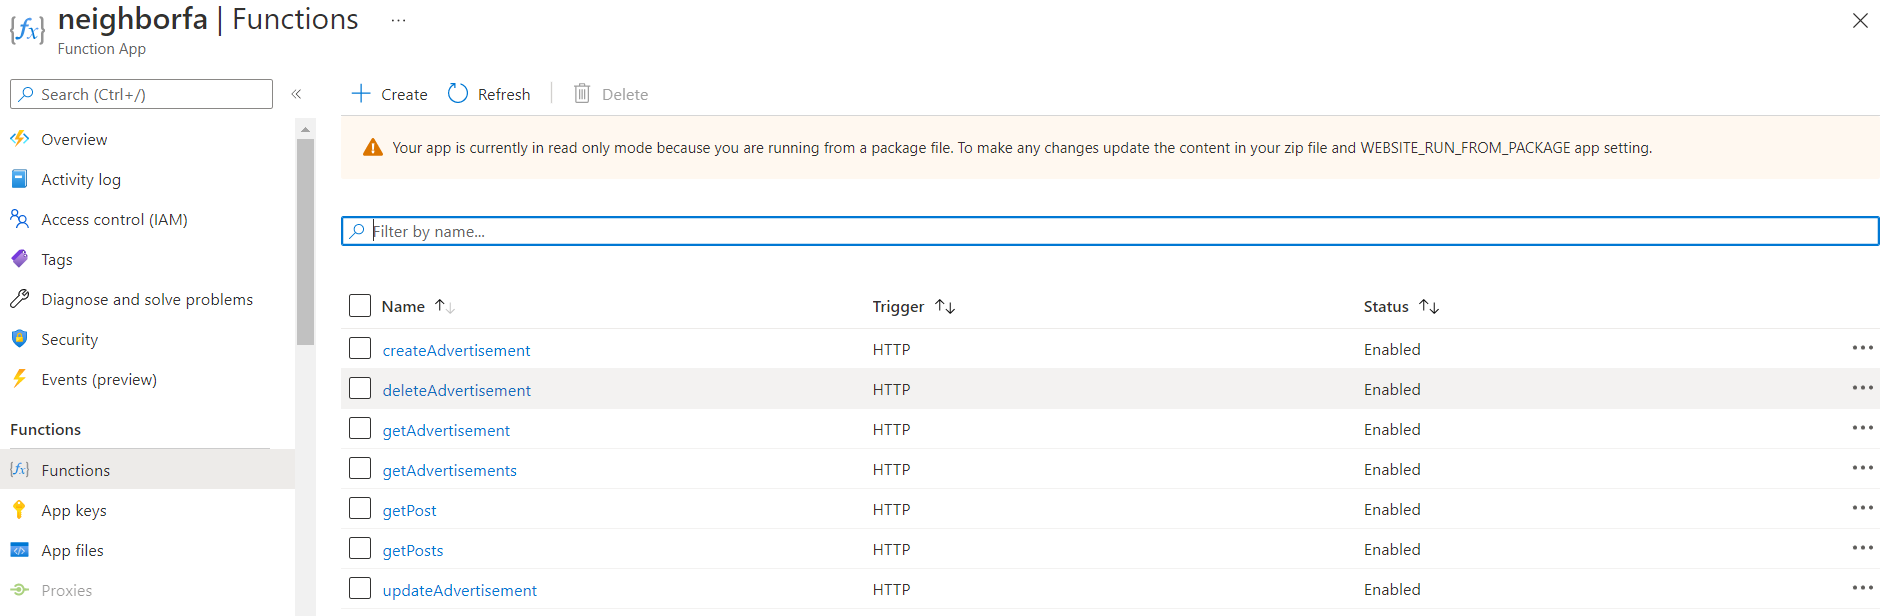 neighborfa | Functions ...
Function App
Search (Ctrl+/)
«
Overview
Activity log
Access control (IAM)
Tags
Diagnose and solve problems
Security
Events (preview)
Functions
Functions
App keys
App files
Proxies
Create Refresh Delete
Your app is currently in read only mode because you are running from a package file. To make any changes update the content in your zip file and WEBSITE_RUN_FROM_PACKAGE app setting.
Filter by name...
Name Trigger Status
createAdvertisement HTTP Enabled
deleteAdvertisement HTTP Enabled
getAdvertisement HTTP Enabled
getAdvertisements HTTP Enabled
getPost HTTP Enabled
getPosts HTTP Enabled
updateAdvertisement HTTP Enabled